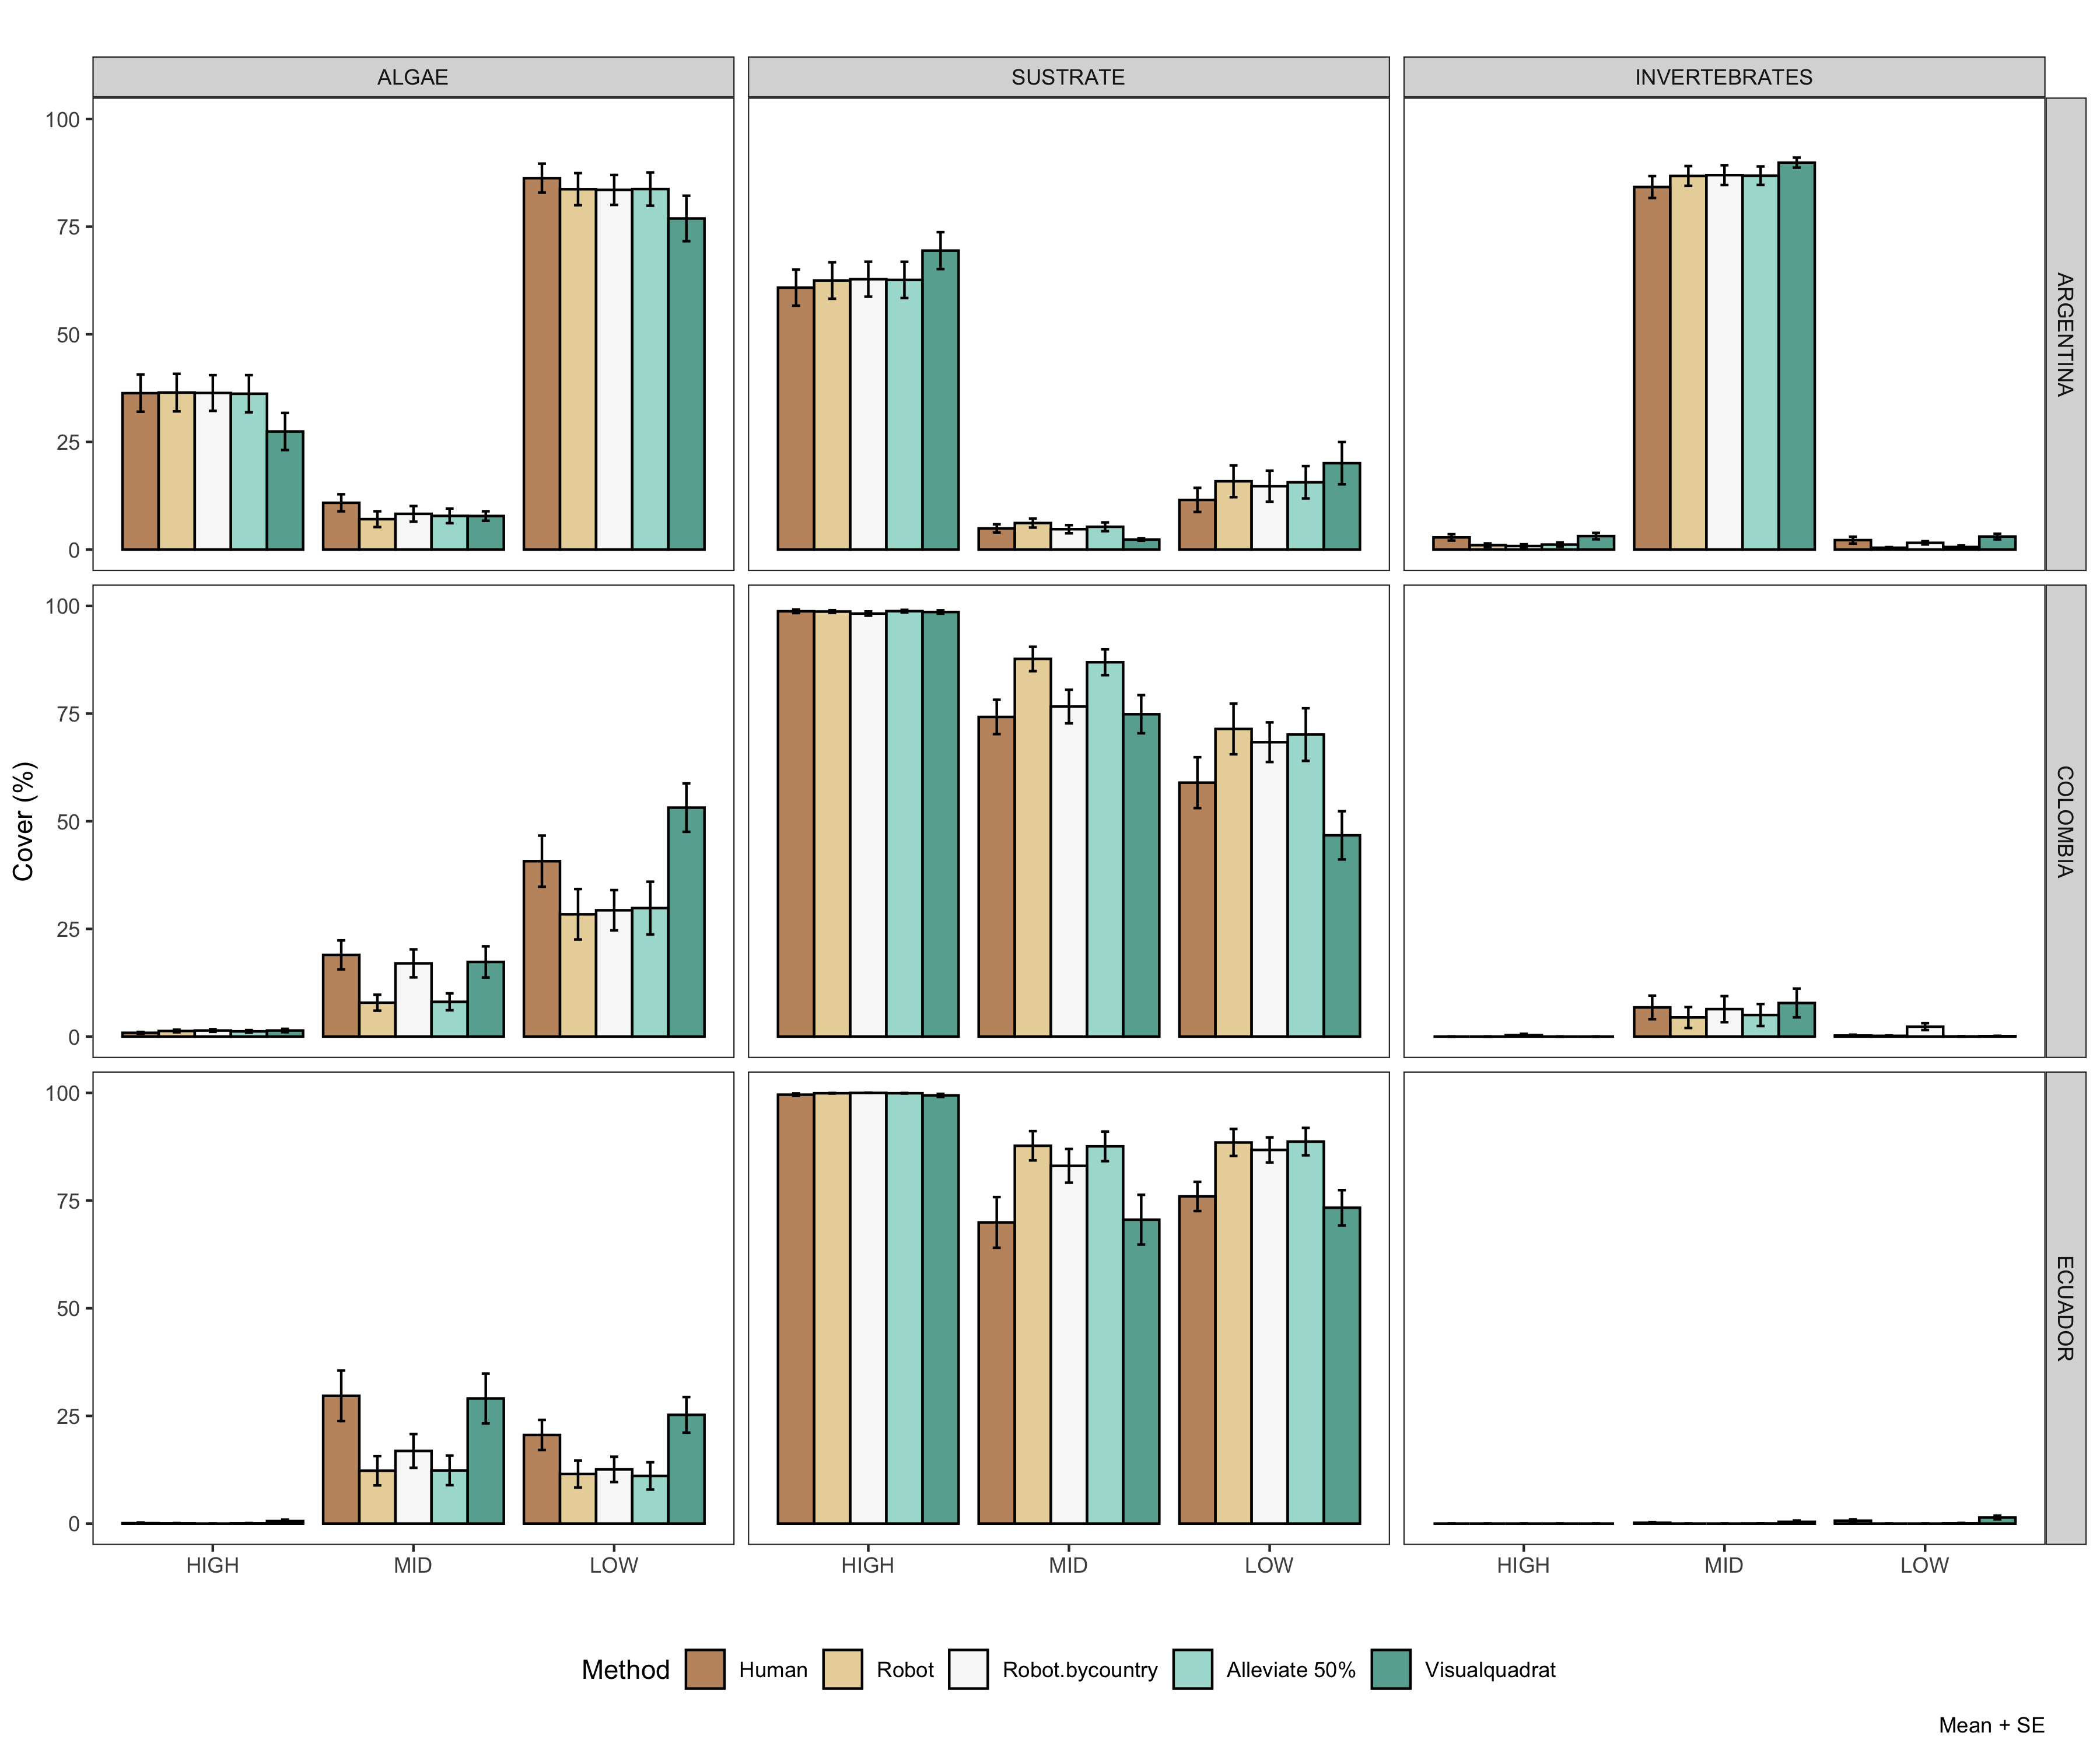 ALGAE SUSTRATE INVERTEBRATES
100
75
50
25
0
ARGENTINA
100
75
50
25
0
COLOMBIA
Cover (%)
100
75
50
25
0
ECUADOR
HIGH MID LOW HIGH MID LOW HIGH MID LOW
Method Human Robot Robot.bycountry Alleviate 50% Visualquadrat
Mean + SE